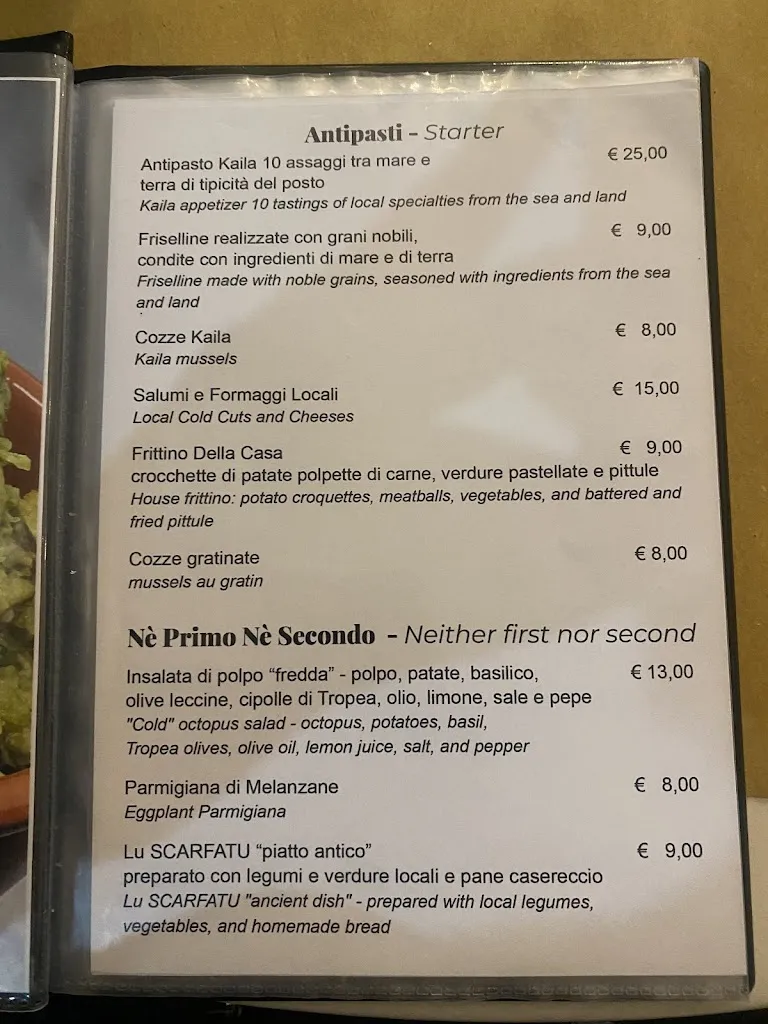 Antipasti - Starter
Antipasto Kaila 10 assaggi tra mare e € 25,00
terra di tipicità del posto
Kaila appetizer 10 tastings of local specialties from the sea and land
Friselline realizzate con grani nobili, € 9,00
condite con ingredienti di mare e di terra
Friselline made with noble grains, seasoned with ingredients from the sea
and land
Cozze Kaila € 8,00
Kaila mussels
Salumi e Formaggi Locali € 15,00
Local Cold Cuts and Cheeses
Frittino Della Casa € 9,00
crocchette di patate polpette di carne, verdure pastellate e pittule
House frittino: potato croquettes, meatballs, vegetables, and battered and
fried pittule
Cozze gratinate € 8,00
mussels au gratin
Nè Primo Nè Secondo - Neither first nor second
Insalata di polpo “fredda” - polpo, patate, basilico, € 13,00
olive leccine, cipolle di Tropea, olio, limone, sale e pepe
"Cold" octopus salad - octopus, potatoes, basil,
Tropea olives, olive oil, lemon juice, salt, and pepper
Parmigiana di Melanzane € 8,00
Eggplant Parmigiana
Lu SCARFATU “piatto antico” € 9,00
preparato con legumi e verdure locali e pane casereccio
Lu SCARFATU "ancient dish" - prepared with local legumes,
vegetables, and homemade bread